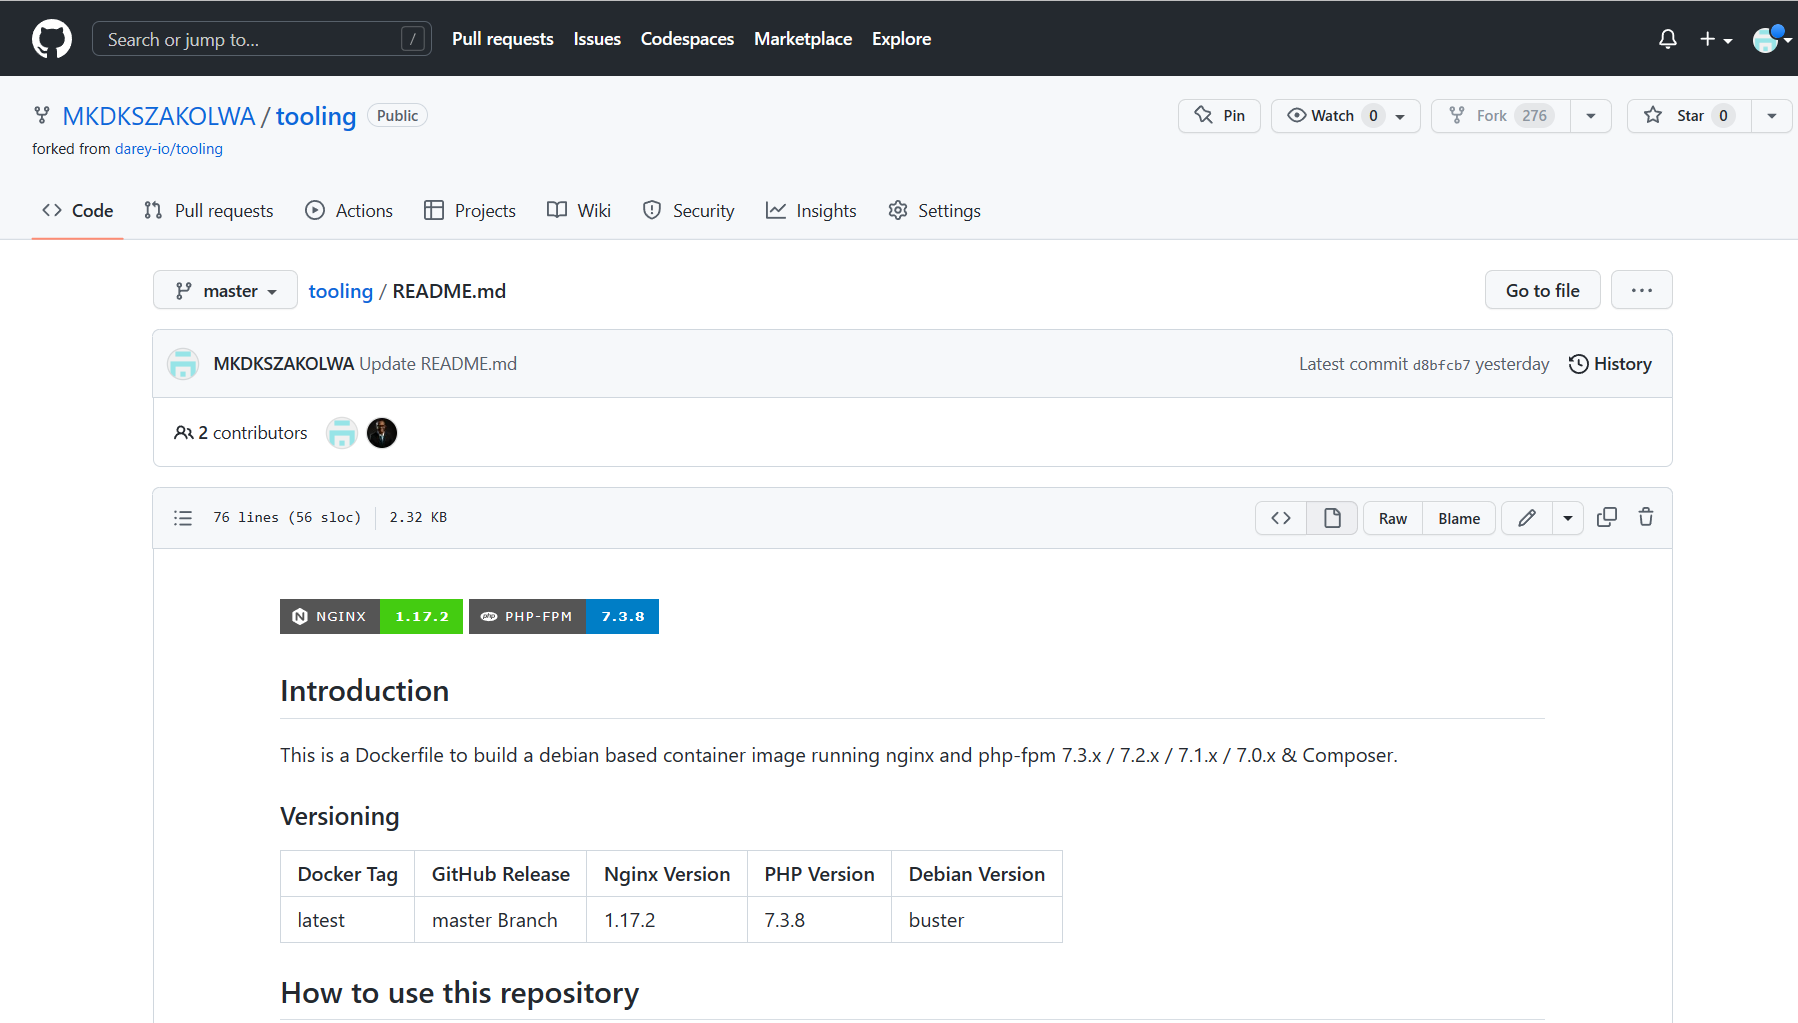 Search or jump to... / Pull requests Issues Codespaces Marketplace Explore
MKDKSZAKOLWA / tooling Public Pin Watch 0 Fork 276 Star 0
forked from darey-io/tooling
Code Pull requests Actions Projects Wiki Security Insights Settings
master tooling / README.md Go to file ...
MKDKSZAKOLWA Update README.md Latest commit d8bfcb7 yesterday History
2 contributors
76 lines (56 sloc) 2.32 KB Raw Blame
NGINX 1.17.2 php PHP-FPM 7.3.8
Introduction
This is a Dockerfile to build a debian based container image running nginx and php-fpm 7.3.x / 7.2.x / 7.1.x / 7.0.x & Composer.
Versioning
Docker Tag GitHub Release Nginx Version PHP Version Debian Version
latest master Branch 1.17.2 7.3.8 buster
How to use this repository